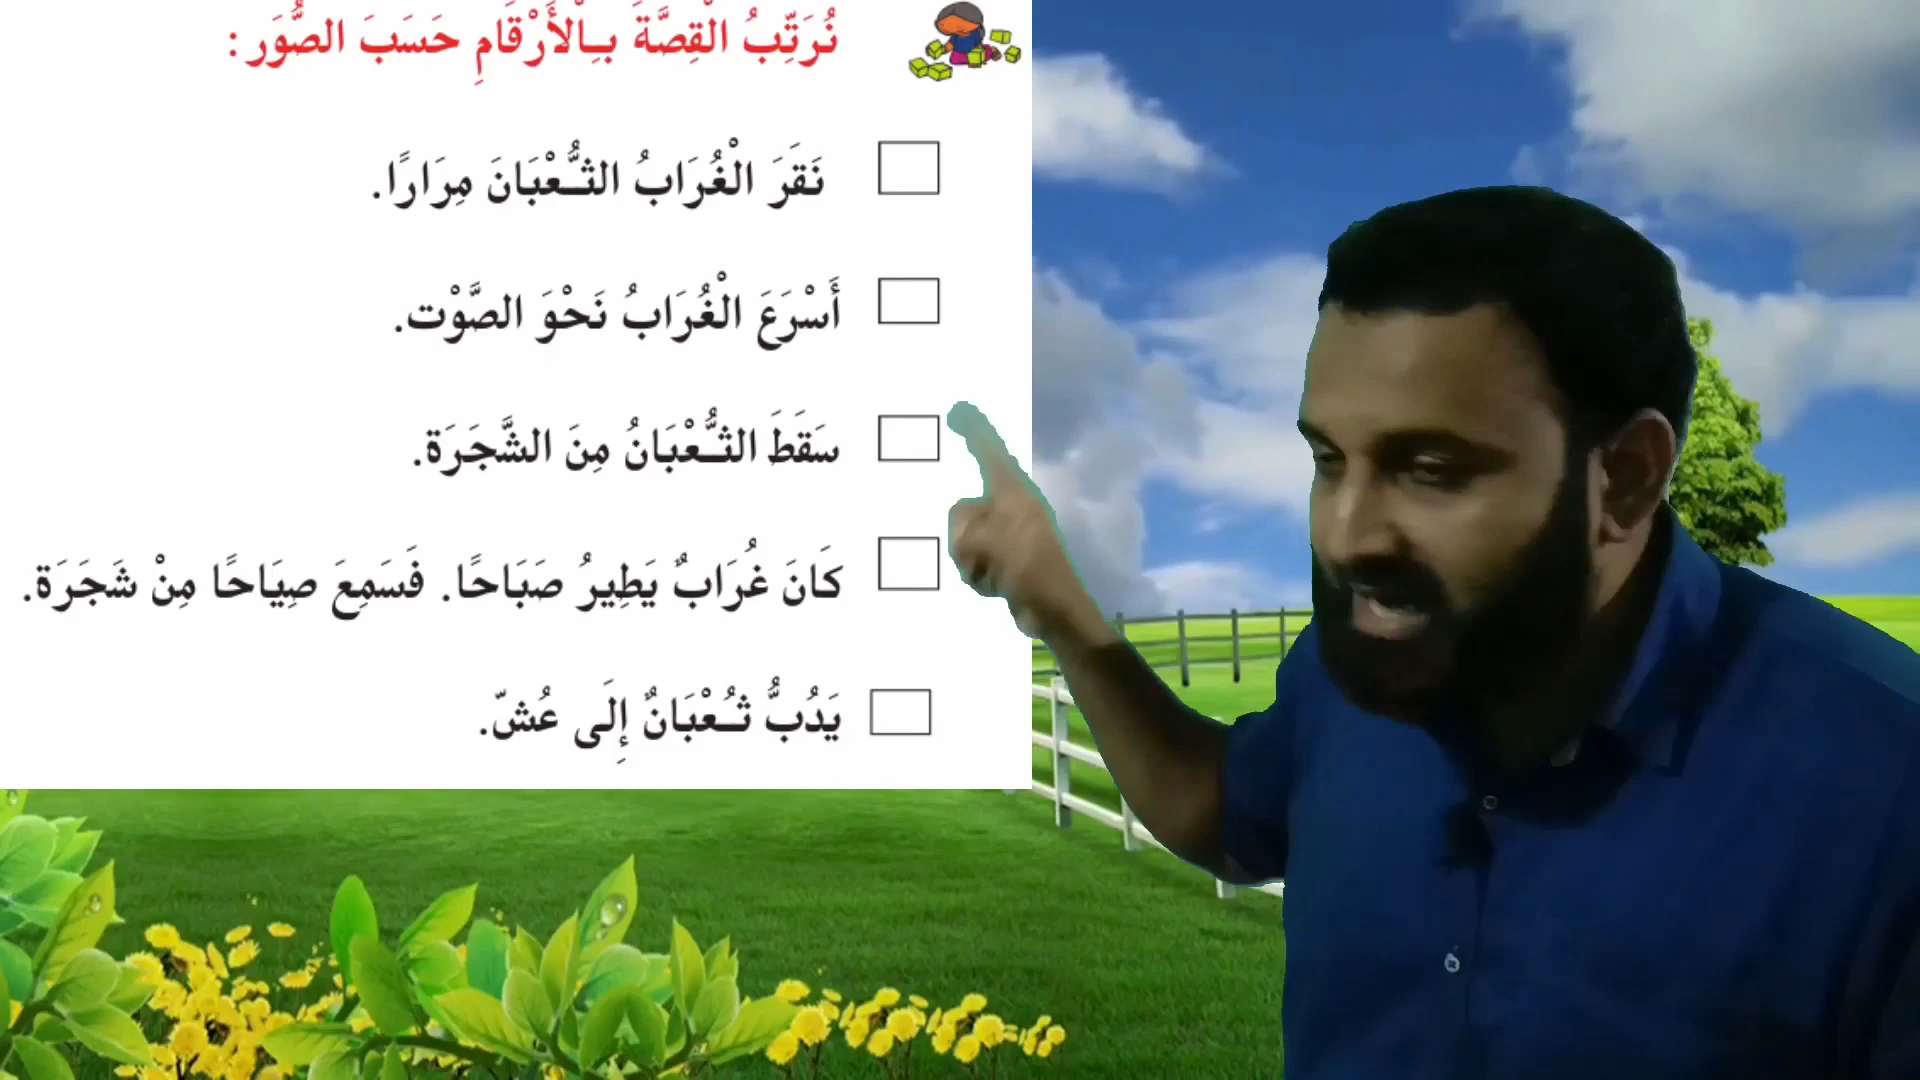 نُرَتِّبُ الْقِصَّةَ بِالْأَرْقَامِ حَسَبَ الصُّوَر:
نَقَرَ الْغُرَابُ الثُّعْبَانَ مِرَارًا.
أَسْرَعَ الْغُرَابُ نَحْوَ الصَّوْت.
سَقَطَ الثُّعْبَانُ مِنَ الشَّجَرَة.
كَانَ غُرَابٌ يَطِيرُ صَبَاحًا. فَسَمِعَ صِيَاحًا مِنْ شَجَرَة.
يَدُبُّ ثُعْبَانٌ إِلَى عُشّ.